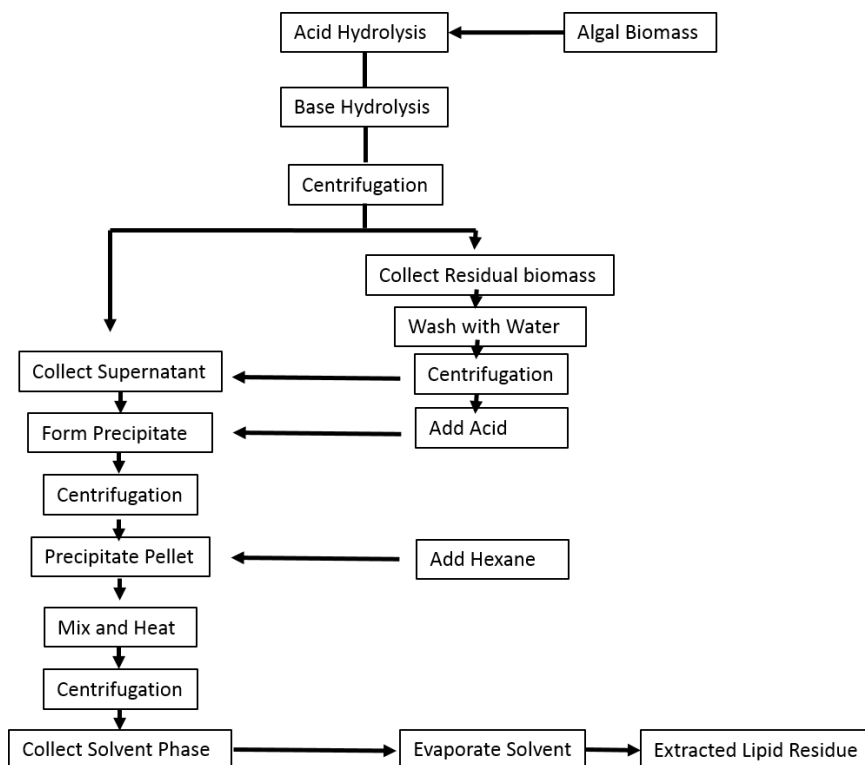 Acid Hydrolysis
Algal Biomass
Base Hydrolysis
Centrifugation
Collect Residual biomass
Wash with Water
Collect Supernatant
Centrifugation
Form Precipitate
Add Acid
Centrifugation
Precipitate Pellet
Add Hexane
Mix and Heat
Centrifugation
Collect Solvent Phase
Evaporate Solvent
Extracted Lipid Residue